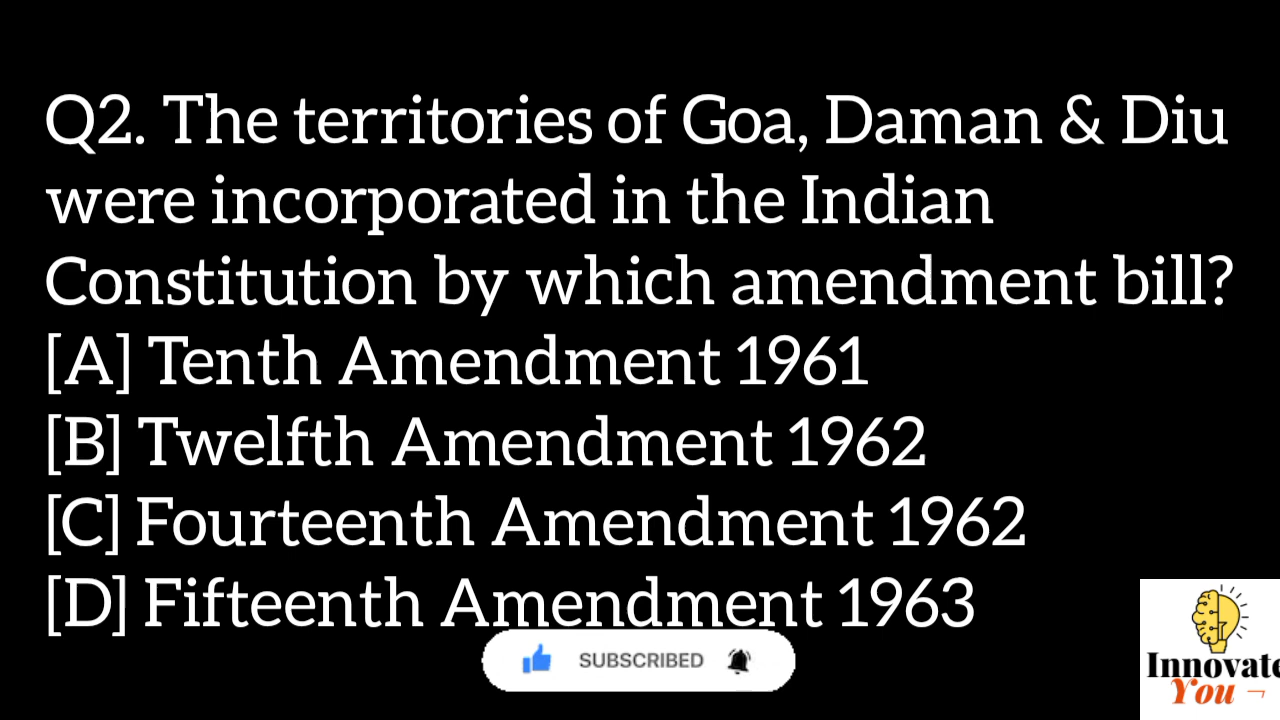 Q2. The territories of Goa, Daman & Diu
were incorporated in the Indian
Constitution by which amendment bill?
[A] Tenth Amendment 1961
[B] Twelfth Amendment 1962
[C] Fourteenth Amendment 1962
[D] Fifteenth Amendment 1963
SUBSCRIBED
Innovate
You